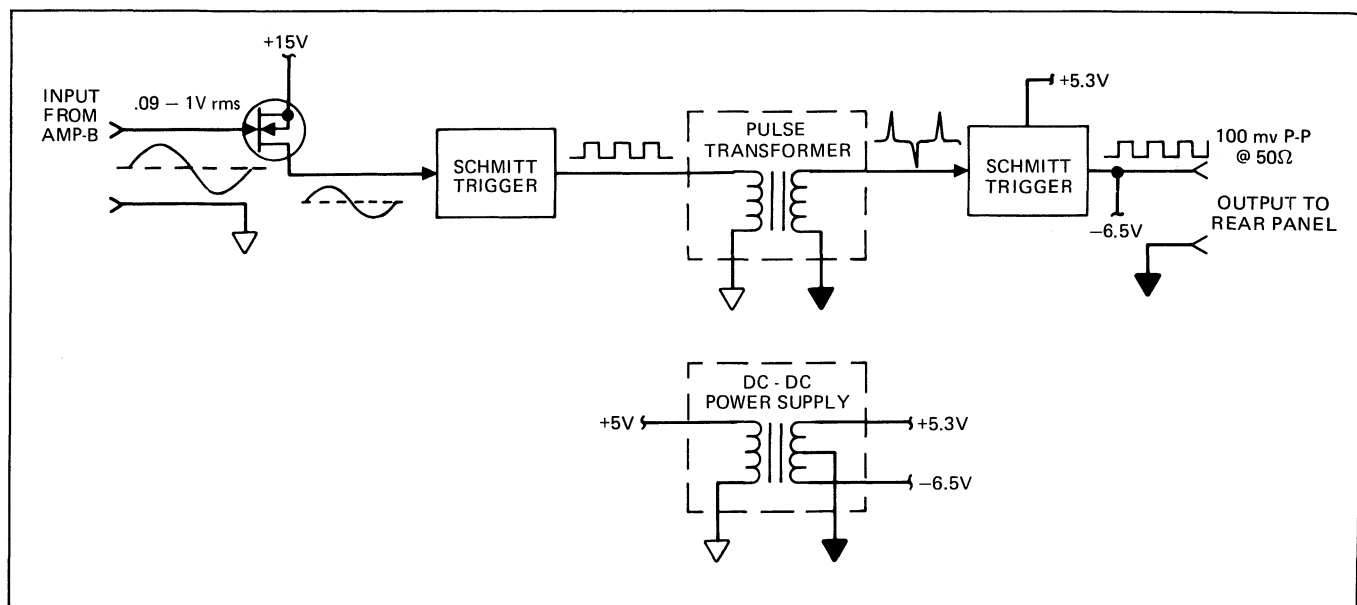 +15V
INPUT
FROM
AMP-B
.09 – 1V rms
SCHMITT
TRIGGER
PULSE
TRANSFORMER
+5.3V
SCHMITT
TRIGGER
100 mv P-P
@ 50Ω
–6.5V
OUTPUT TO
REAR PANEL
DC - DC
POWER SUPPLY
+5V
+5.3V
–6.5V